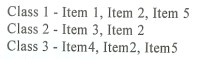 Class 1 - Item 1, Item 2, Item 5
Class 2 - Item 3, Item 2
Class 3 - Item4, Item2, Item5